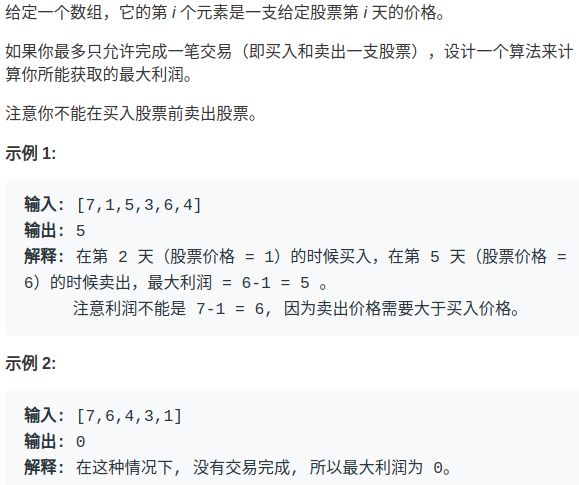 给定一个数组，它的第 i 个元素是一支给定股票第 i 天的价格。
如果你最多只允许完成一笔交易（即买入和卖出一支股票），设计一个算法来计
算你所能获取的最大利润。
注意你不能在买入股票前卖出股票。
示例 1:
输入: [7,1,5,3,6,4]
输出: 5
解释: 在第 2 天（股票价格 = 1）的时候买入，在第 5 天（股票价格 =
6）的时候卖出，最大利润 = 6-1 = 5 。
注意利润不能是 7-1 = 6, 因为卖出价格需要大于买入价格。
示例 2:
输入: [7,6,4,3,1]
输出: 0
解释: 在这种情况下, 没有交易完成, 所以最大利润为 0。